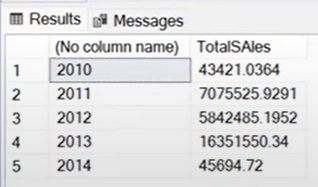 Results Messages
(No column name) TotalSAles
1 2010 43421.0364
2 2011 7075525.9291
3 2012 5842485.1952
4 2013 16351550.34
5 2014 45694.72